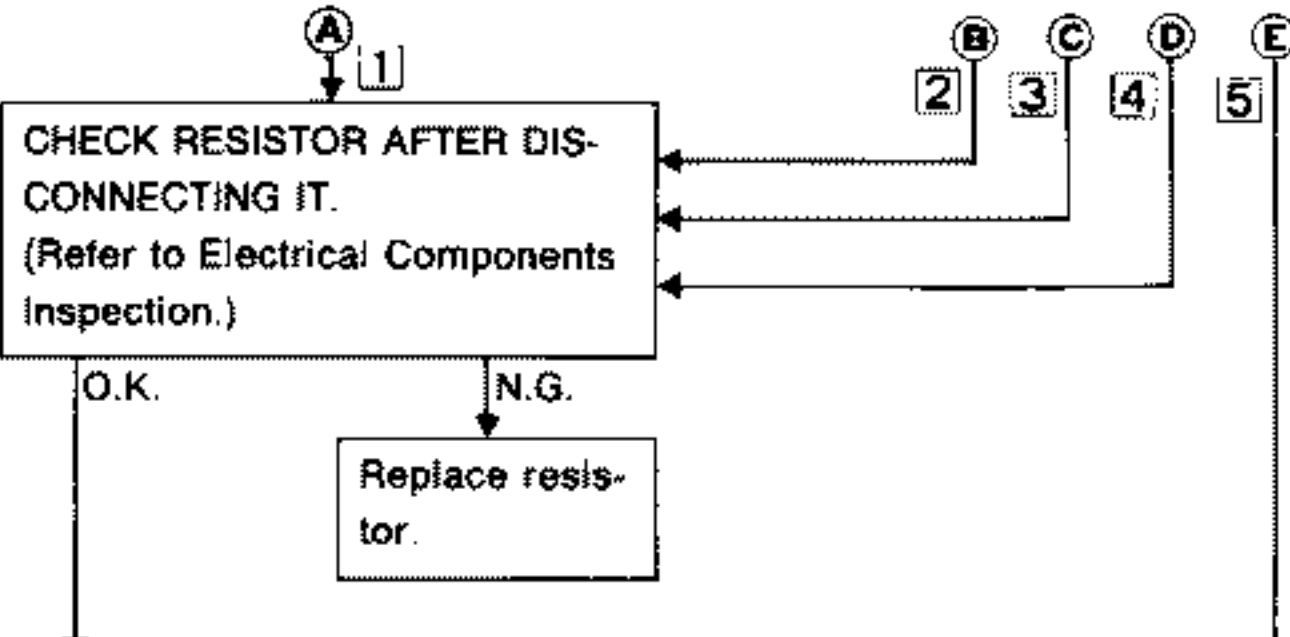 A B C D E
1 2 3 4 5
CHECK RESISTOR AFTER DIS-
CONNECTING IT.
(Refer to Electrical Components
Inspection.)
O.K. N.G.
Replace resis-
tor.